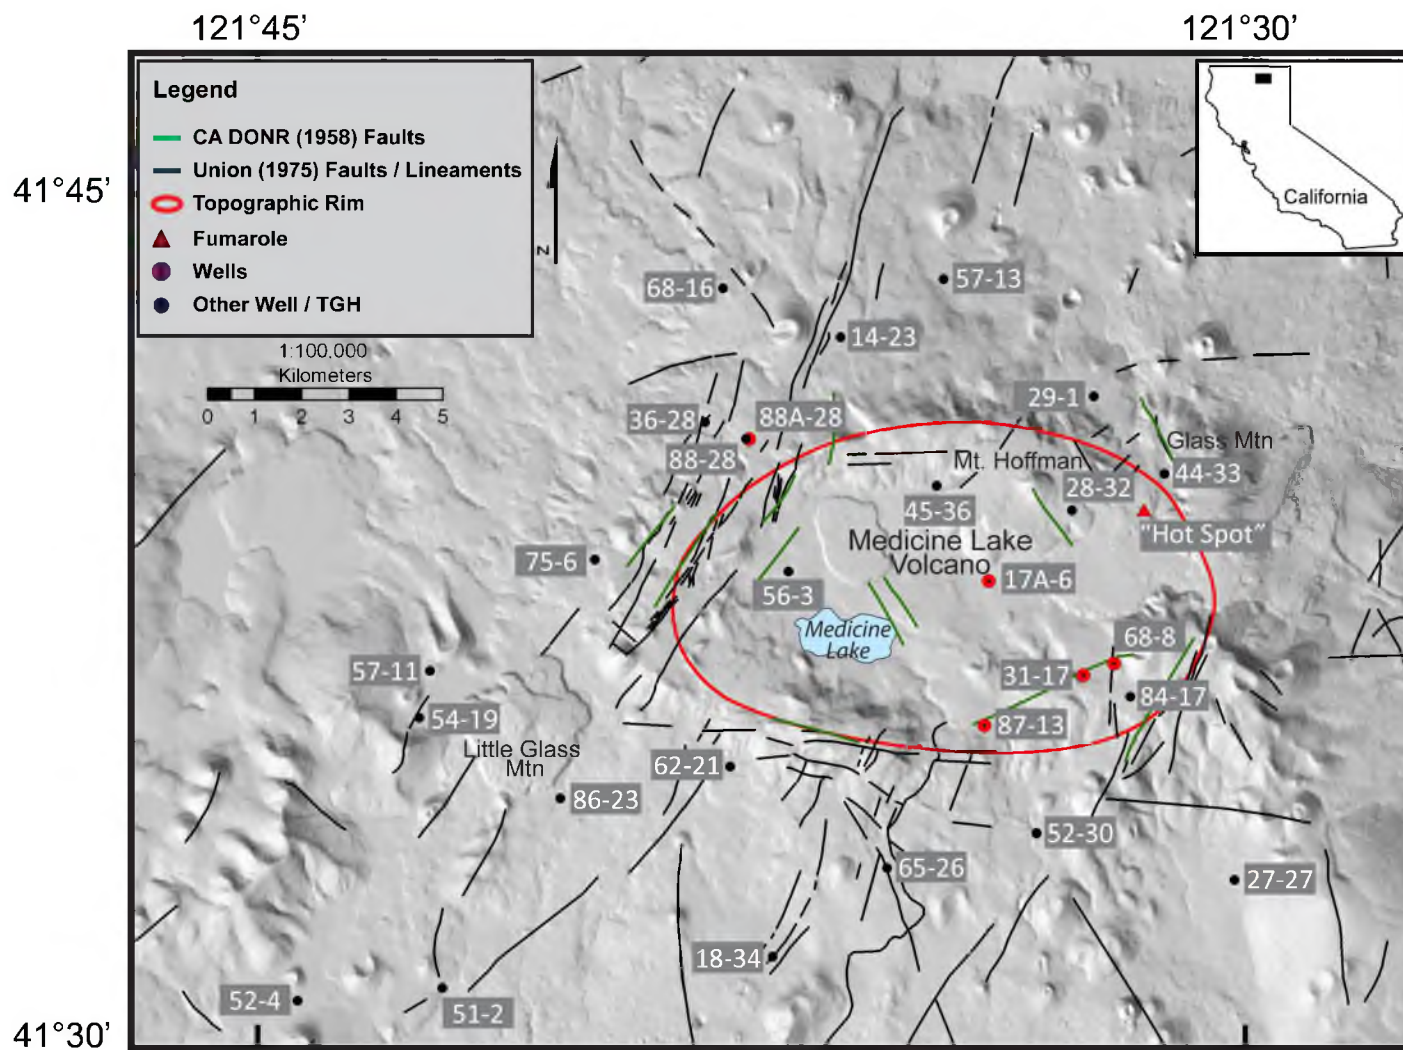 121°45’
121°30’
41°45’
41°30’
Legend
CA DONR (1958) Faults
Union (1975) Faults / Lineaments
Topographic Rim
Fumarole
Wells
Other Well / TGH
1:100,000
Kilometers
0 1 2 3 4 5
N
California
68-16
57-13
14-23
29-1
36-28
88A-28
88-28
Glass Mtn
Mt. Hoffman
44-33
28-32
45-36
"Hot Spot"
Medicine Lake
Volcano
75-6
56-3
17A-6
Medicine
Lake
68-8
57-11
31-17
84-17
54-19
87-13
Little Glass
Mtn
62-21
86-23
52-30
65-26
27-27
18-34
52-4
51-2